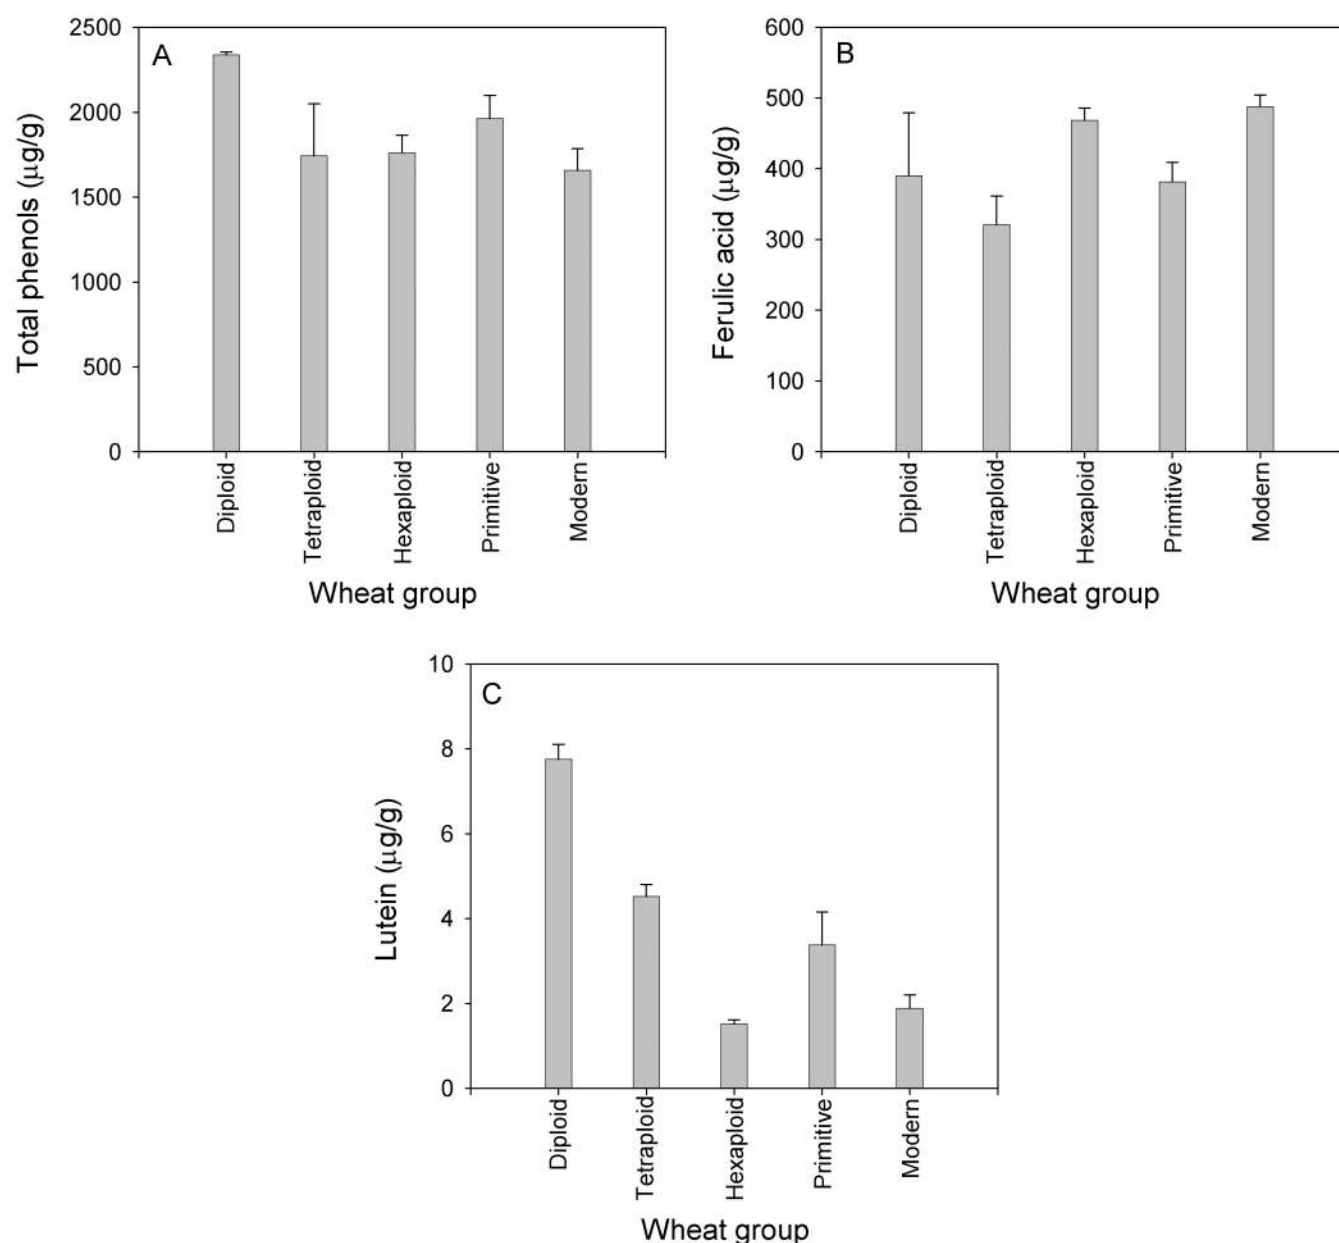 A
Total phenols (μg/g)
2500
2000
1500
1000
500
0
Diploid
Tetraploid
Hexaploid
Primitive
Modern
Wheat group
B
Ferulic acid (μg/g)
600
500
400
300
200
100
0
Diploid
Tetraploid
Hexaploid
Primitive
Modern
Wheat group
C
Lutein (μg/g)
10
8
6
4
2
0
Diploid
Tetraploid
Hexaploid
Primitive
Modern
Wheat group